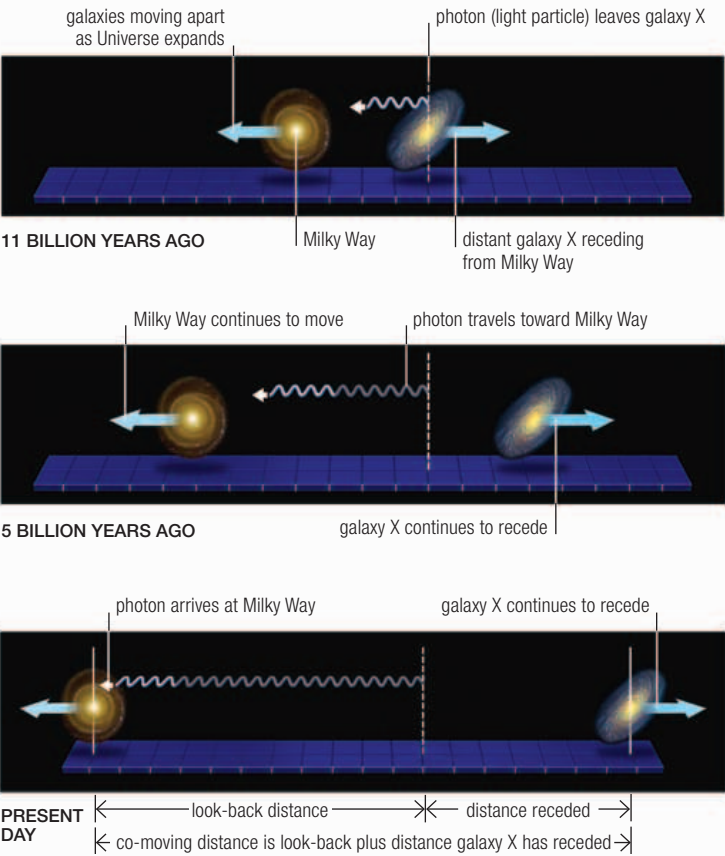 galaxies moving apart
as Universe expands
photon (light particle) leaves galaxy X
11 BILLION YEARS AGO
Milky Way
distant galaxy X receding
from Milky Way
Milky Way continues to move
photon travels toward Milky Way
5 BILLION YEARS AGO
galaxy X continues to recede
photon arrives at Milky Way
galaxy X continues to recede
PRESENT
DAY
look-back distance
distance receded
co-moving distance is look-back plus distance galaxy X has receded